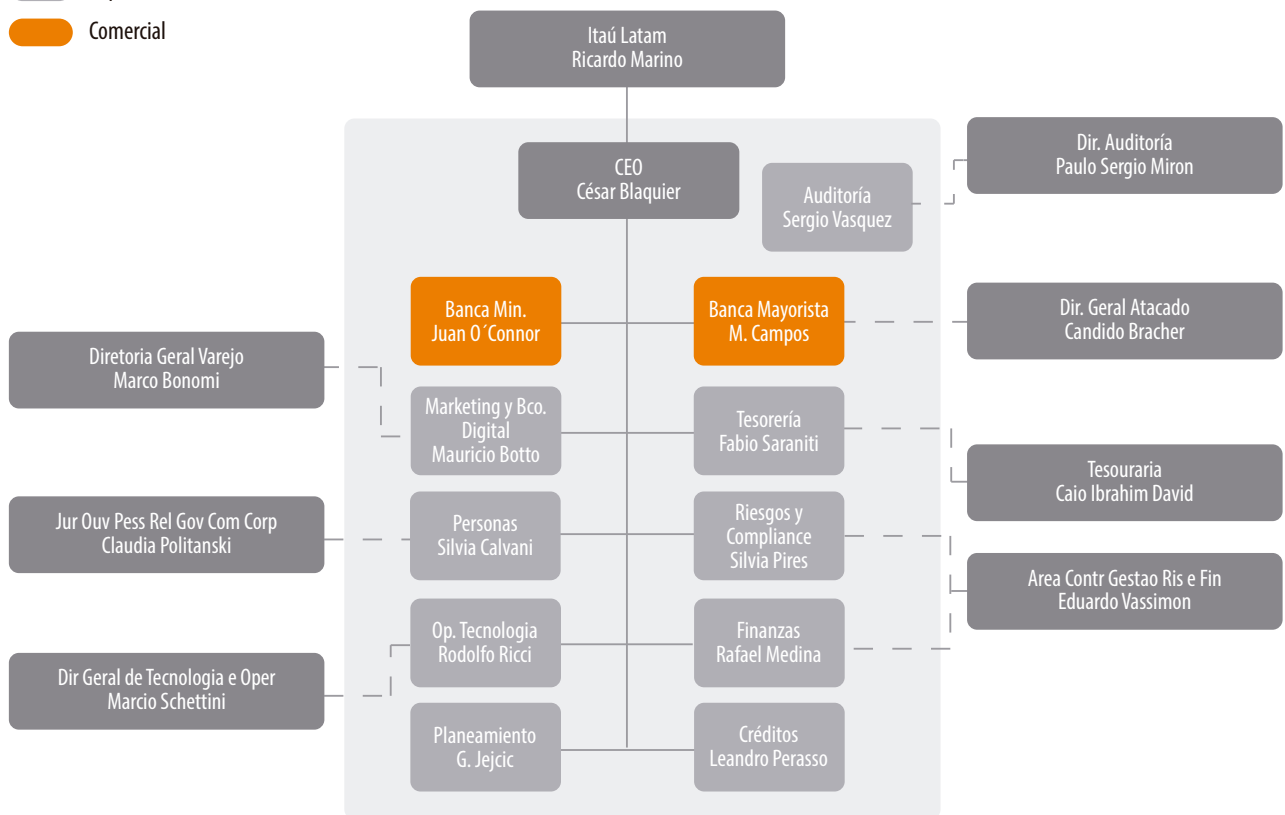 Comercial
Itaú Latam
Ricardo Marino
CEO
César Blaquier
Auditoría
Sergio Vasquez
Dir. Auditoría
Paulo Sergio Miron
Banca Min.
Juan O´Connor
Banca Mayorista
M. Campos
Dir. Geral Atacado
Candido Bracher
Diretoria Geral Varejo
Marco Bonomi
Marketing y Bco.
Digital
Mauricio Botto
Tesorería
Fabio Saraniti
Tesouraria
Caio Ibrahim David
Jur Ouv Pess Rel Gov Com Corp
Claudia Politanski
Personas
Silvia Calvani
Riesgos y
Compliance
Silvia Pires
Area Contr Gestao Ris e Fin
Eduardo Vassimon
Op. Tecnologia
Rodolfo Ricci
Finanzas
Rafael Medina
Dir Geral de Tecnologia e Oper
Marcio Schettini
Planeamiento
G. Jejcic
Créditos
Leandro Perasso